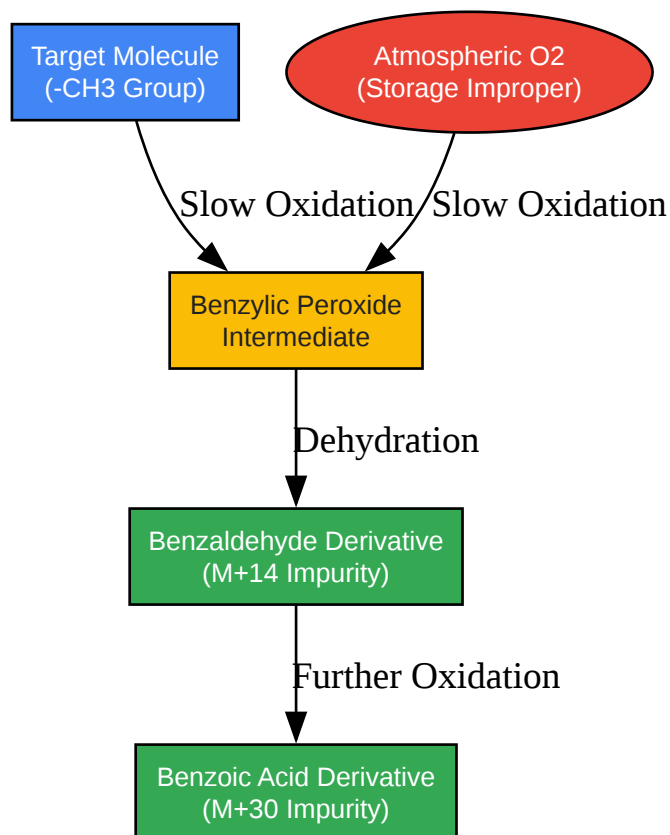 Target Molecule
(-CH3 Group)
Atmospheric O2
(Storage Improper)
Slow Oxidation
Slow Oxidation
Benzylic Peroxide
Intermediate
Dehydration
Benzaldehyde Derivative
(M+14 Impurity)
Further Oxidation
Benzoic Acid Derivative
(M+30 Impurity)